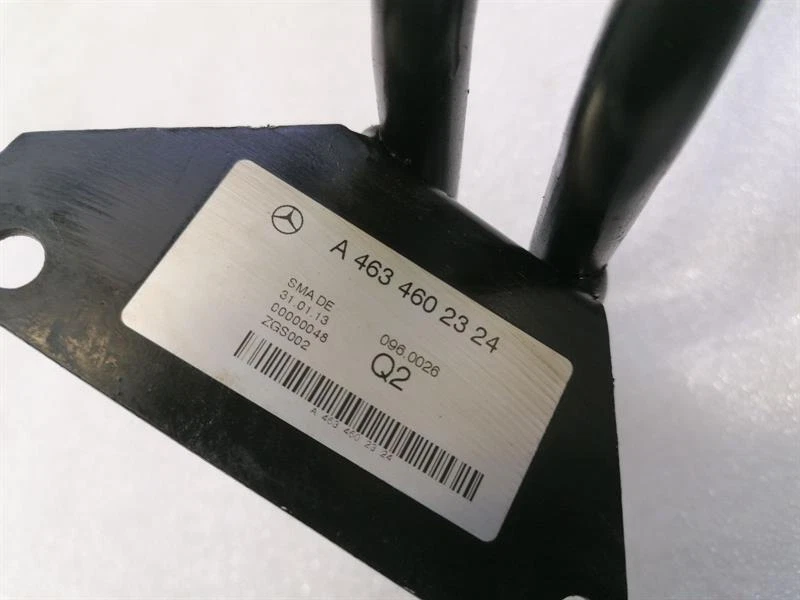 A 463 460 23 24
SMA DE
31.01.13
00000048
096.0026
ZGS002
Q2
A 463 460 23 24